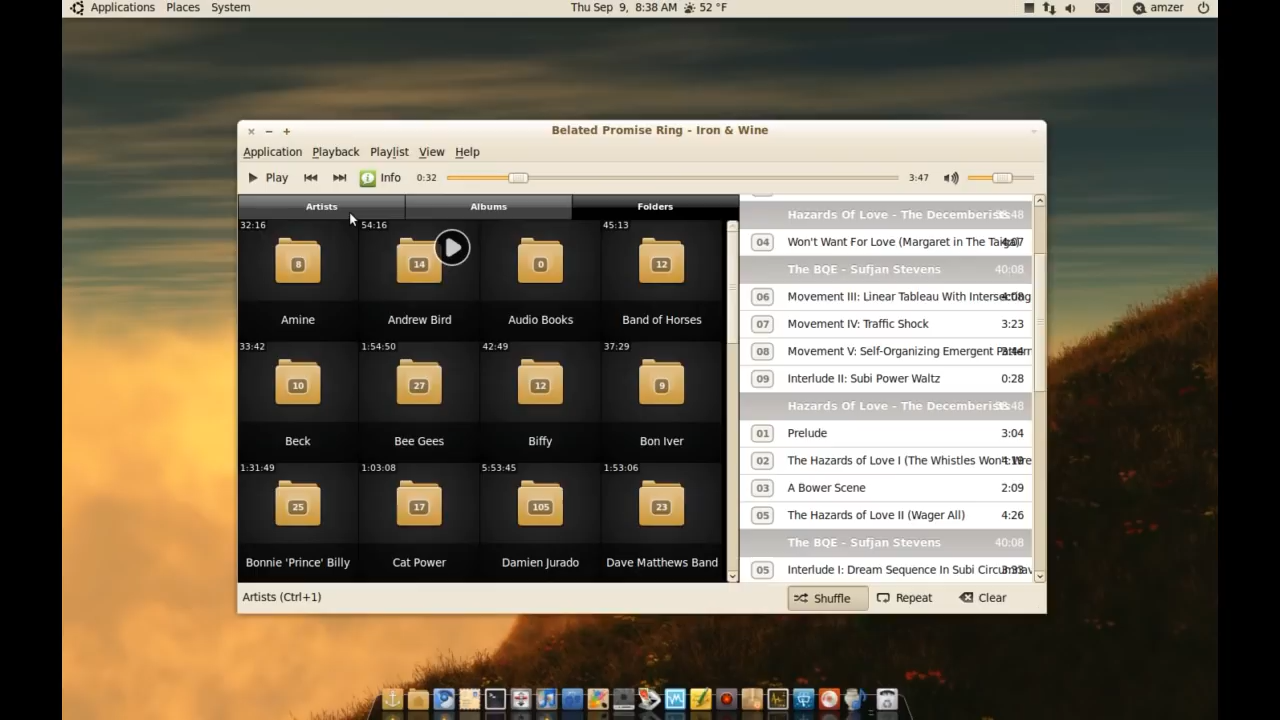 Applications Places System
Thu Sep 9, 8:38 AM 52 °F
amzer
Belated Promise Ring - Iron & Wine
Application Playback Playlist View Help
Play Info 0:32 3:47
Artists Albums Folders
32:16 54:16 45:13
8 14 0 12
Amine Andrew Bird Audio Books Band of Horses
33:42 1:54:50 42:49 37:29
10 27 12 9
Beck Bee Gees Biffy Bon Iver
1:31:49 1:03:08 5:53:45 1:53:06
25 17 105 23
Bonnie 'Prince' Billy Cat Power Damien Jurado Dave Matthews Band
Hazards Of Love - The Decemberists
04 Won't Want For Love (Margaret in The 4:07
The BQE - Sufjan Stevens 40:08
06 Movement III: Linear Tableau With
07 Movement IV: Traffic Shock 3:23
08 Movement V: Self-Organizing Emergent
09 Interlude II: Subi Power Waltz 0:28
Hazards Of Love - The Decemberists
01 Prelude 3:04
02 The Hazards of Love I (The Whistles
03 A Bower Scene 2:09
05 The Hazards of Love II (Wager All) 4:26
The BQE - Sufjan Stevens 40:08
05 Interlude I: Dream Sequence In Subi
Artists (Ctrl+1)
Shuffle Repeat Clear